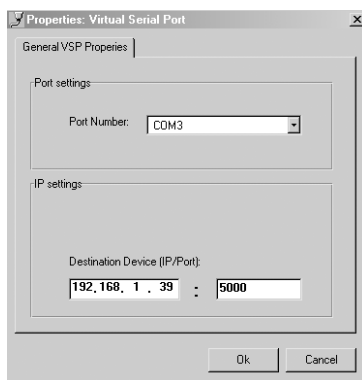 Properties: Virtual Serial Port
General VSP Properies
Port settings
Port Number: COM3
IP settings
Destination Device (IP/Port):
192.168. 1 . 39 : 5000
Ok Cancel